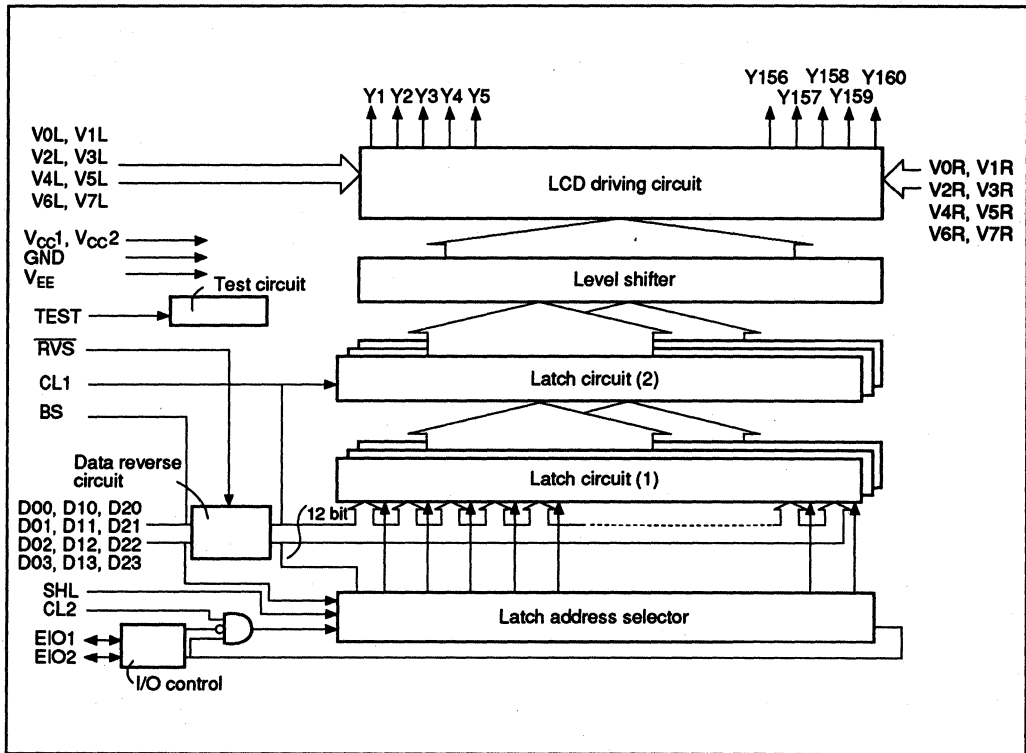 Y1 Y2 Y3 Y4 Y5
Y156 Y158 Y160
Y157 Y159
V0L, V1L
V2L, V3L
V4L, V5L
V6L, V7L
LCD driving circuit
V0R, V1R
V2R, V3R
V4R, V5R
V6R, V7R
VCC1, VCC2
GND
VEE
Test circuit
Level shifter
TEST
RVS
CL1
Latch circuit (2)
BS
Data reverse
circuit
Latch circuit (1)
D00, D10, D20
D01, D11, D21
D02, D12, D22
D03, D13, D23
12 bit
SHL
CL2
Latch address selector
EIO1
EIO2
I/O control